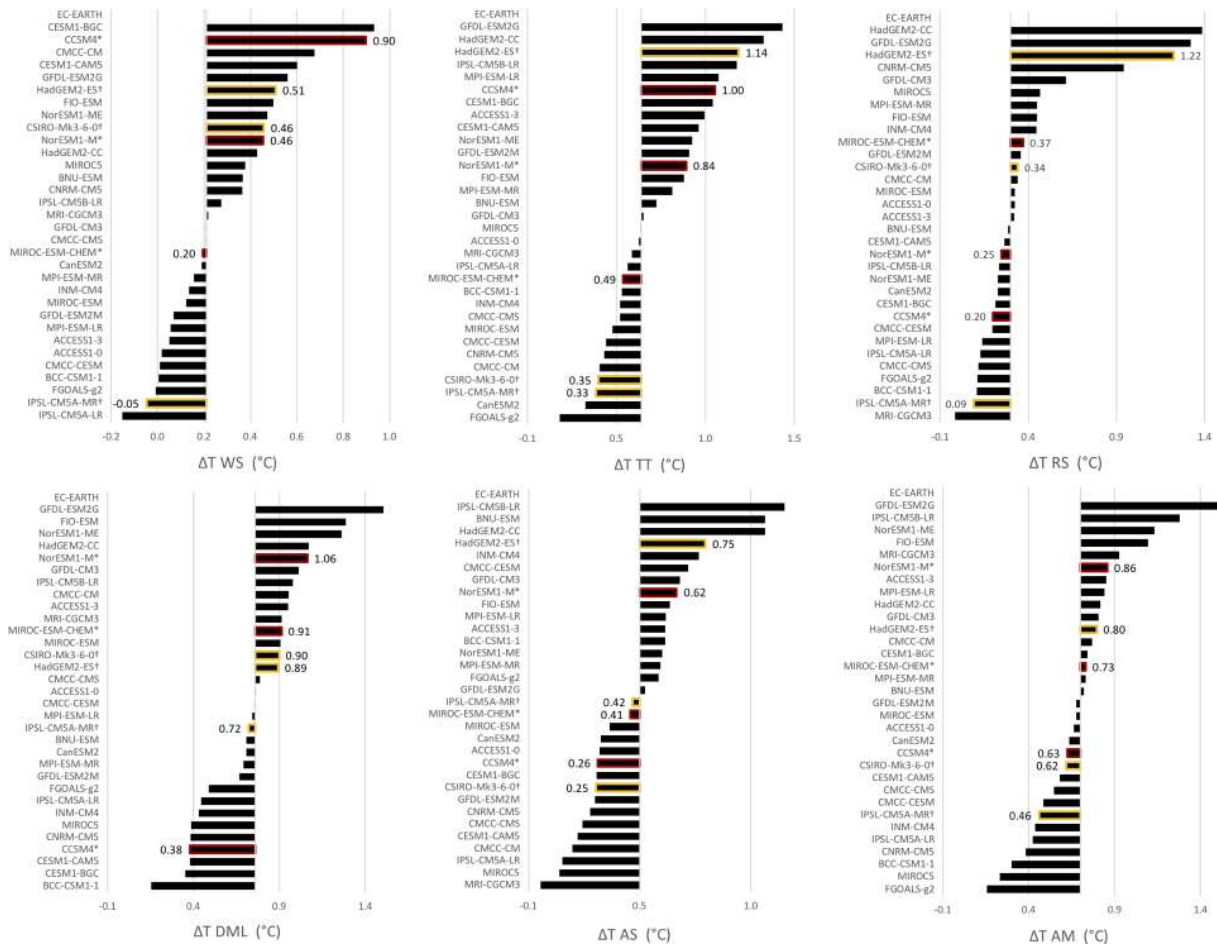 EC-EARTH
CESM1-BGC
CCSM4*
0.90
CMCC-CM
CESM1-CAM5
GFDL-ESM2G
HadGEM2-ES†
0.51
FIO-ESM
NorESM1-ME
CSIRO-Mk3-6-0†
0.46
NorESM1-M*
0.46
HadGEM2-CC
MIROC5
BNU-ESM
CNRM-CM5
IPSL-CM5B-LR
MRI-CGCM3
GFDL-CM3
CMCC-CMS
MIROC-ESM-CHEM*
0.20
CanESM2
MPI-ESM-MR
INM-CM4
MIROC-ESM
GFDL-ESM2M
MPI-ESM-LR
ACCESS1-3
ACCESS1-0
CMCC-CESM
BCC-CSM1-1
FGOALS-g2
IPSL-CM5A-MR†
-0.05
IPSL-CM5A-LR
-0.2 0.0 0.2 0.4 0.6 0.8 1.0
ΔT WS (°C)
EC-EARTH
GFDL-ESM2G
HadGEM2-CC
HadGEM2-ES†
1.14
IPSL-CM5B-LR
MPI-ESM-LR
CCSM4*
1.00
CESM1-BGC
ACCESS1-3
CESM1-CAM5
NorESM1-ME
GFDL-ESM2M
NorESM1-M*
0.84
FIO-ESM
MPI-ESM-MR
BNU-ESM
GFDL-CM3
MIROC5
ACCESS1-0
MRI-CGCM3
IPSL-CM5A-LR
MIROC-ESM-CHEM*
0.49
BCC-CSM1-1
INM-CM4
CMCC-CMS
MIROC-ESM
CMCC-CESM
CNRM-CM5
CMCC-CM
CSIRO-Mk3-6-0†
0.35
IPSL-CM5A-MR†
0.33
CanESM2
FGOALS-g2
-0.1 0.5 1.0 1.5
ΔT TT (°C)
EC-EARTH
HadGEM2-CC
GFDL-ESM2G
HadGEM2-ES†
1.22
CNRM-CM5
GFDL-CM3
MIROC5
MPI-ESM-MR
FIO-ESM
INM-CM4
MIROC-ESM-CHEM*
0.37
GFDL-ESM2M
CSIRO-Mk3-6-0†
0.34
CMCC-CM
MIROC-ESM
ACCESS1-0
ACCESS1-3
BNU-ESM
CESM1-CAM5
NorESM1-M*
0.25
IPSL-CM5B-LR
NorESM1-ME
CanESM2
CESM1-BGC
CCSM4*
0.20
CMCC-CESM
MPI-ESM-LR
IPSL-CM5A-LR
CMCC-CMS
FGOALS-g2
BCC-CSM1-1
IPSL-CM5A-MR†
0.09
MRI-CGCM3
-0.1 0.4 0.9 1.4
ΔT RS (°C)
EC-EARTH
GFDL-ESM2G
FIO-ESM
NorESM1-ME
HadGEM2-CC
NorESM1-M*
1.06
GFDL-CM3
IPSL-CM5B-LR
CMCC-CM
ACCESS1-3
MRI-CGCM3
MIROC-ESM-CHEM*
0.91
MIROC-ESM
CSIRO-Mk3-6-0†
0.90
HadGEM2-ES†
0.89
CMCC-CMS
ACCESS1-0
CMCC-CESM
MPI-ESM-LR
IPSL-CM5A-MR†
0.72
BNU-ESM
CanESM2
MPI-ESM-MR
GFDL-ESM2M
FGOALS-g2
IPSL-CM5A-LR
INM-CM4
MIROC5
CNRM-CM5
CCSM4*
0.38
CESM1-CAM5
CESM1-BGC
BCC-CSM1-1
-0.1 0.4 0.9 1.4
ΔT DML (°C)
EC-EARTH
IPSL-CM5B-LR
BNU-ESM
HadGEM2-CC
HadGEM2-ES†
0.75
INM-CM4
CMCC-CESM
GFDL-CM3
NorESM1-M*
0.62
FIO-ESM
MPI-ESM-LR
ACCESS1-3
BCC-CSM1-1
NorESM1-ME
MPI-ESM-MR
FGOALS-g2
GFDL-ESM2G
IPSL-CM5A-MR†
0.42
MIROC-ESM-CHEM*
0.41
MIROC-ESM
CanESM2
ACCESS1-0
CCSM4*
0.26
CESM1-BGC
CSIRO-Mk3-6-0†
0.25
GFDL-ESM2M
CNRM-CM5
CMCC-CMS
CESM1-CAM5
CMCC-CM
IPSL-CM5A-LR
MIROC5
MRI-CGCM3
-0.1 0.5 1.0
ΔT AS (°C)
EC-EARTH
GFDL-ESM2G
IPSL-CM5B-LR
NorESM1-ME
FIO-ESM
MRI-CGCM3
NorESM1-M*
0.86
ACCESS1-3
MPI-ESM-LR
HadGEM2-CC
GFDL-CM3
HadGEM2-ES†
0.80
CMCC-CM
CESM1-BGC
MIROC-ESM-CHEM*
0.73
MPI-ESM-MR
BNU-ESM
GFDL-ESM2M
MIROC-ESM
ACCESS1-0
CanESM2
CCSM4*
0.63
CSIRO-Mk3-6-0†
0.62
CESM1-CAM5
CMCC-CMS
CMCC-CESM
IPSL-CM5A-MR†
0.46
INM-CM4
IPSL-CM5A-LR
CNRM-CM5
BCC-CSM1-1
MIROC5
FGOALS-g2
-0.1 0.4 0.9 1.4
ΔT AM (°C)